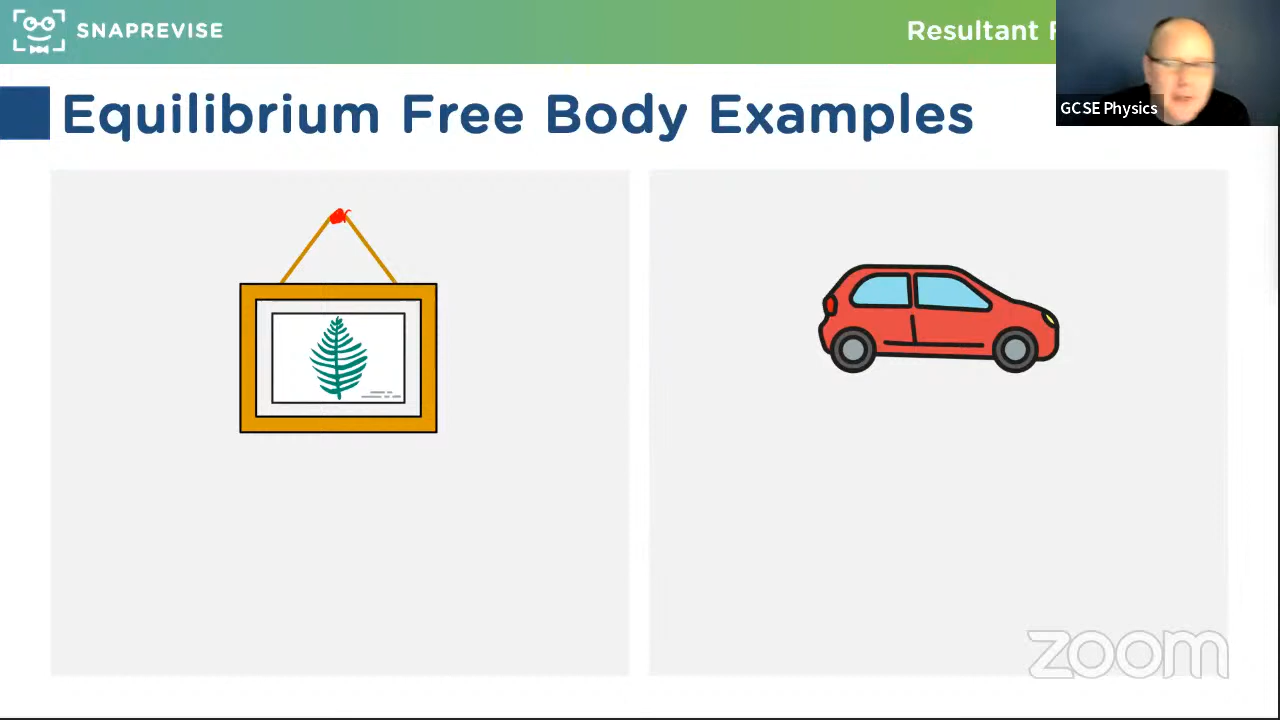 SNAPREVISE
Resultant F
GCSE Physics
Equilibrium Free Body Examples
zoom